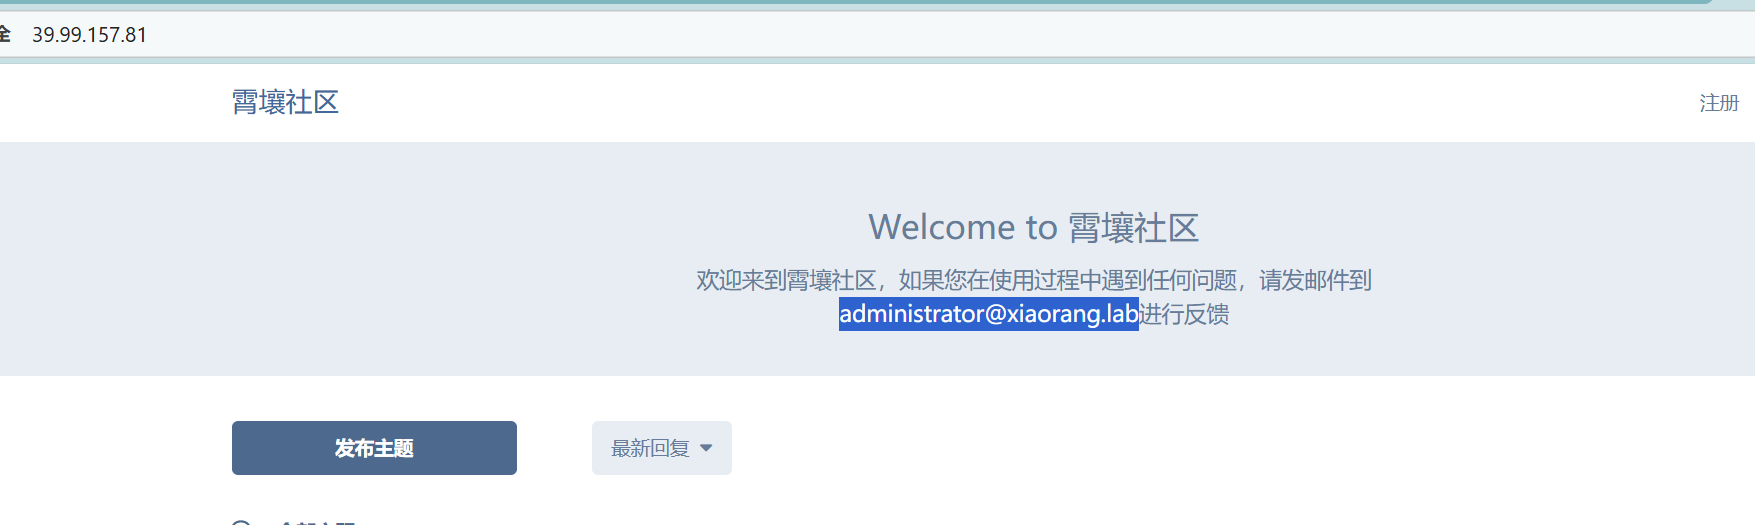 全 39.99.157.81
霄壤社区
注册
Welcome to 霄壤社区
欢迎来到霄壤社区，如果您在使用过程中遇到任何问题，请发邮件到
administrator@xiaorang.lab进行反馈
发布主题
最新回复